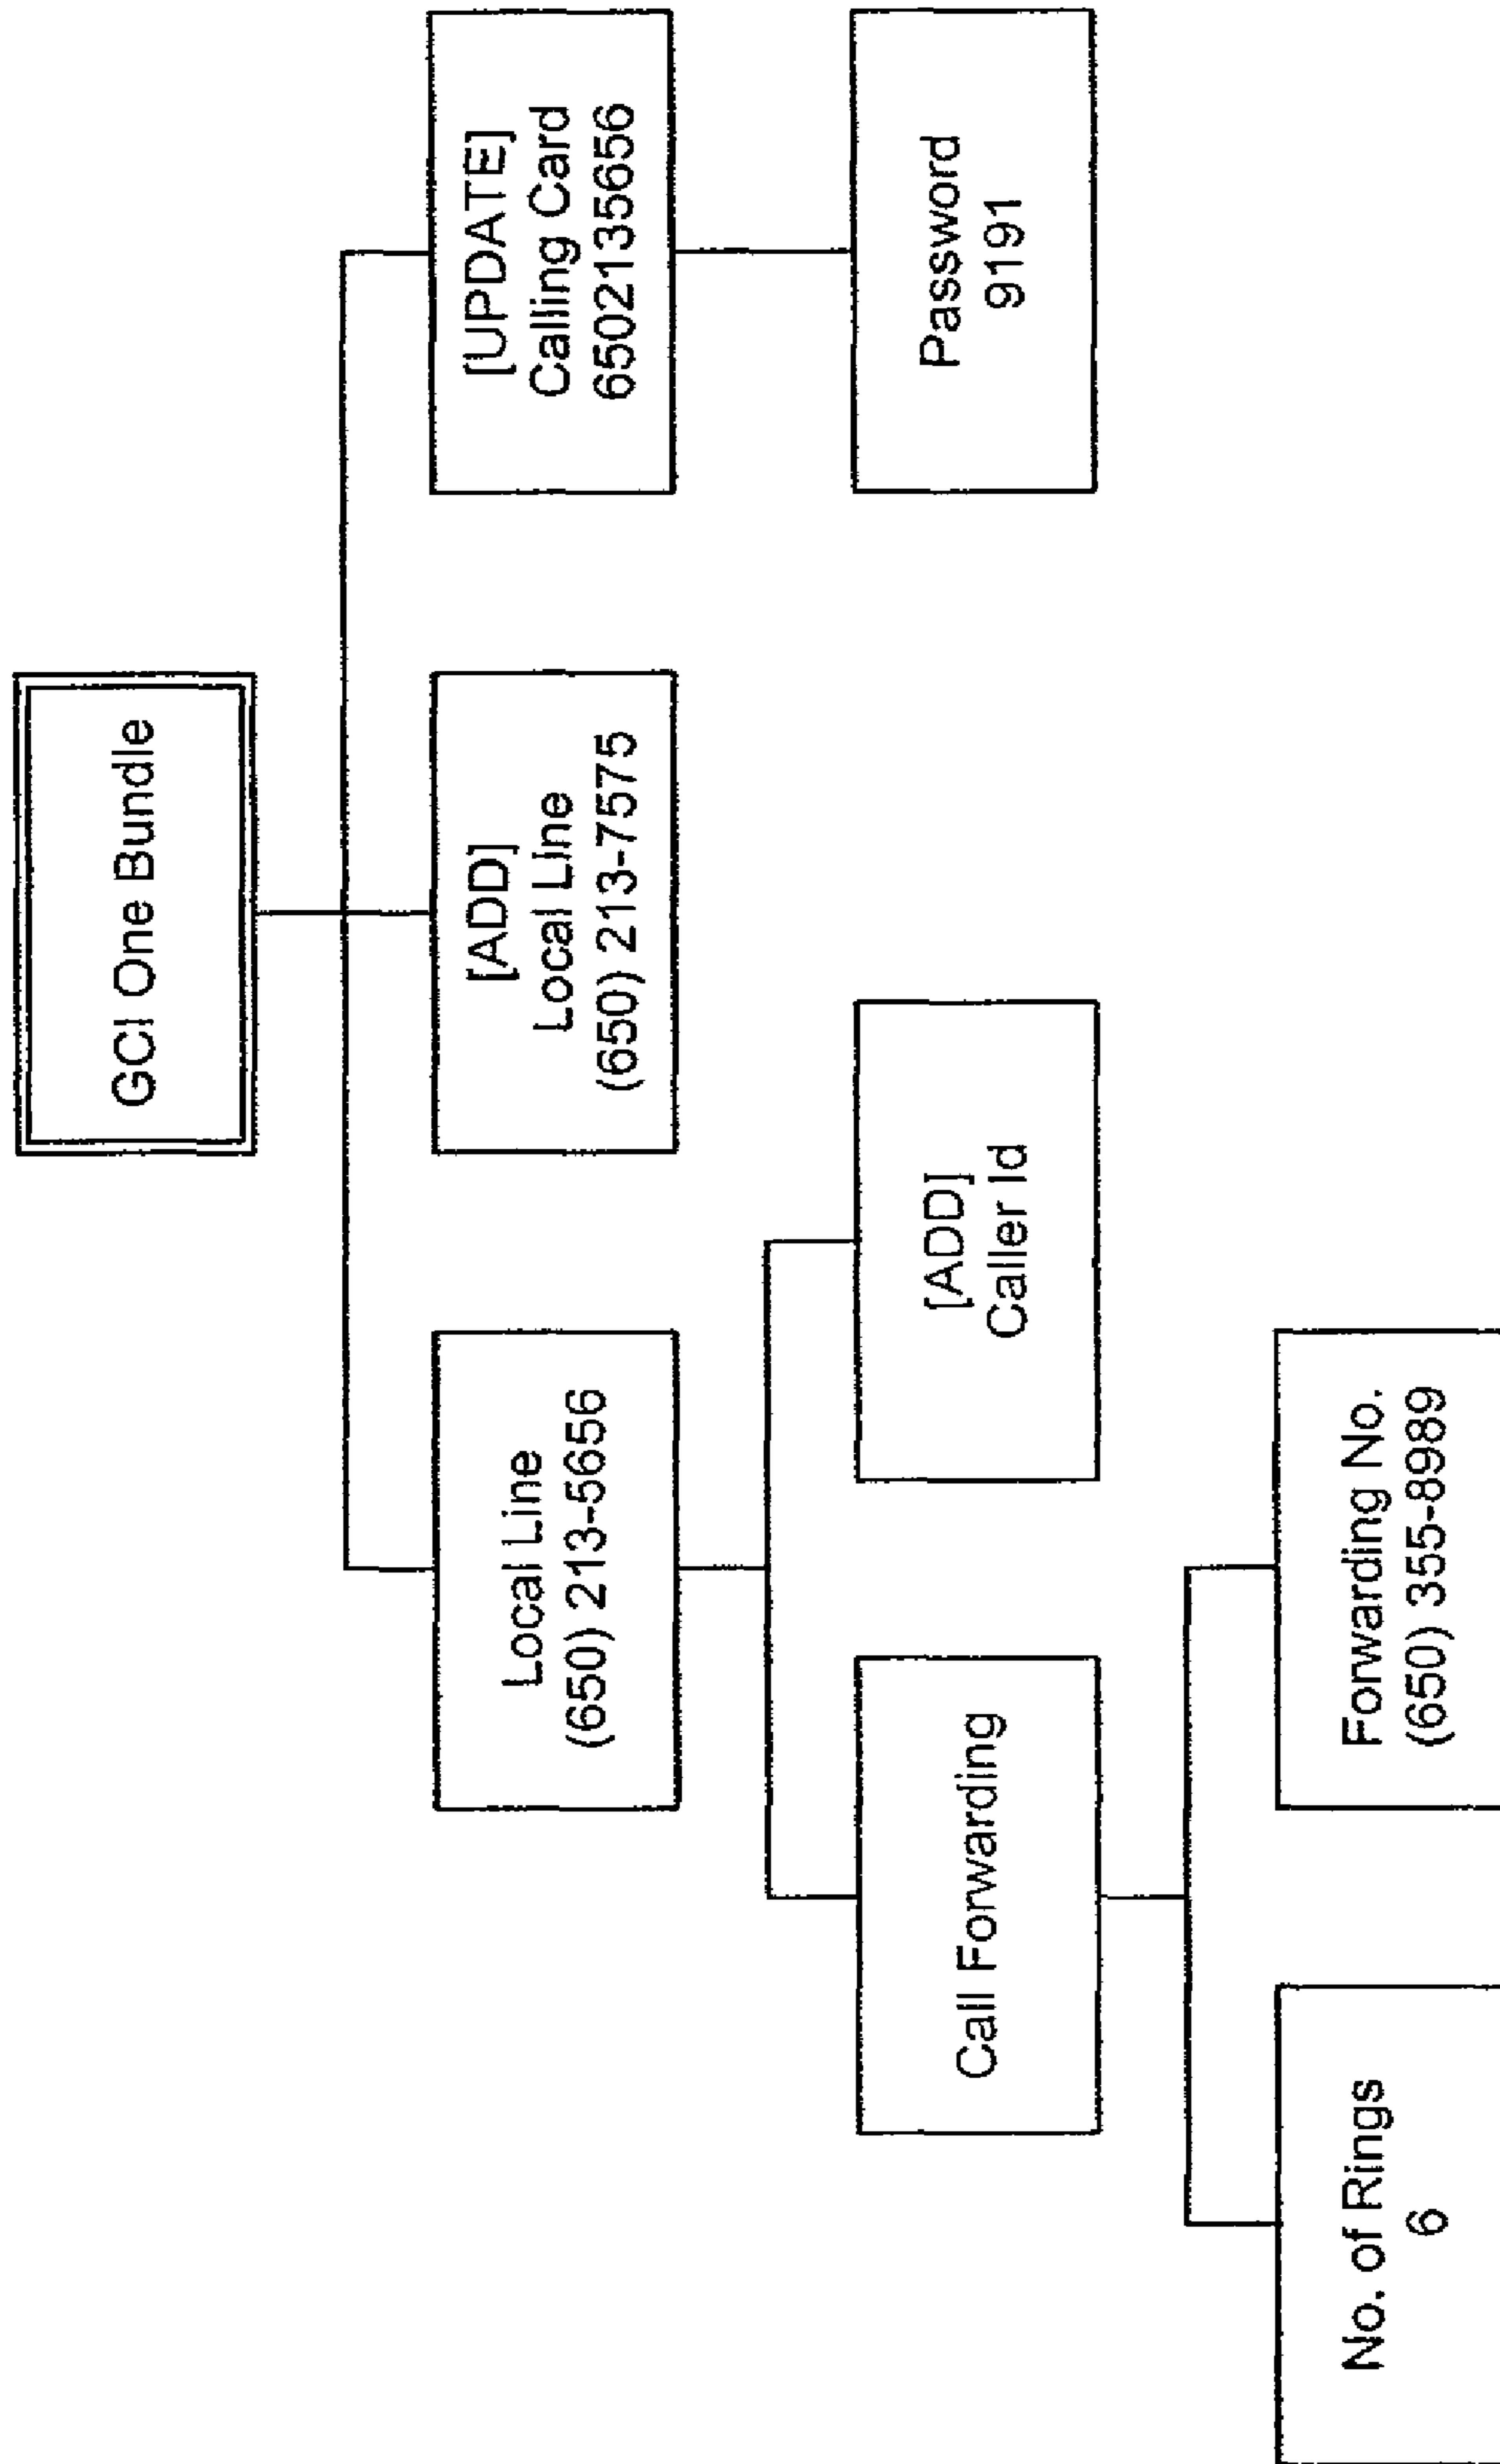 GCI One Bundle
Local Line
(650) 213-5656
[ADD]
Local Line
(650) 213-7575
[UPDATE]
Calling Card
6502135656
Call Forwarding
[ADD]
Caller Id
Password
9191
No. of Rings
6
Forwarding No.
(650) 355-8989